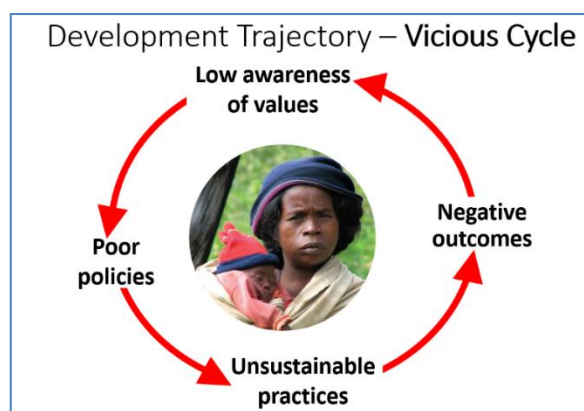 Development Trajectory – Vicious Cycle
Low awareness
of values
Negative
outcomes
Poor
policies
Unsustainable
practices